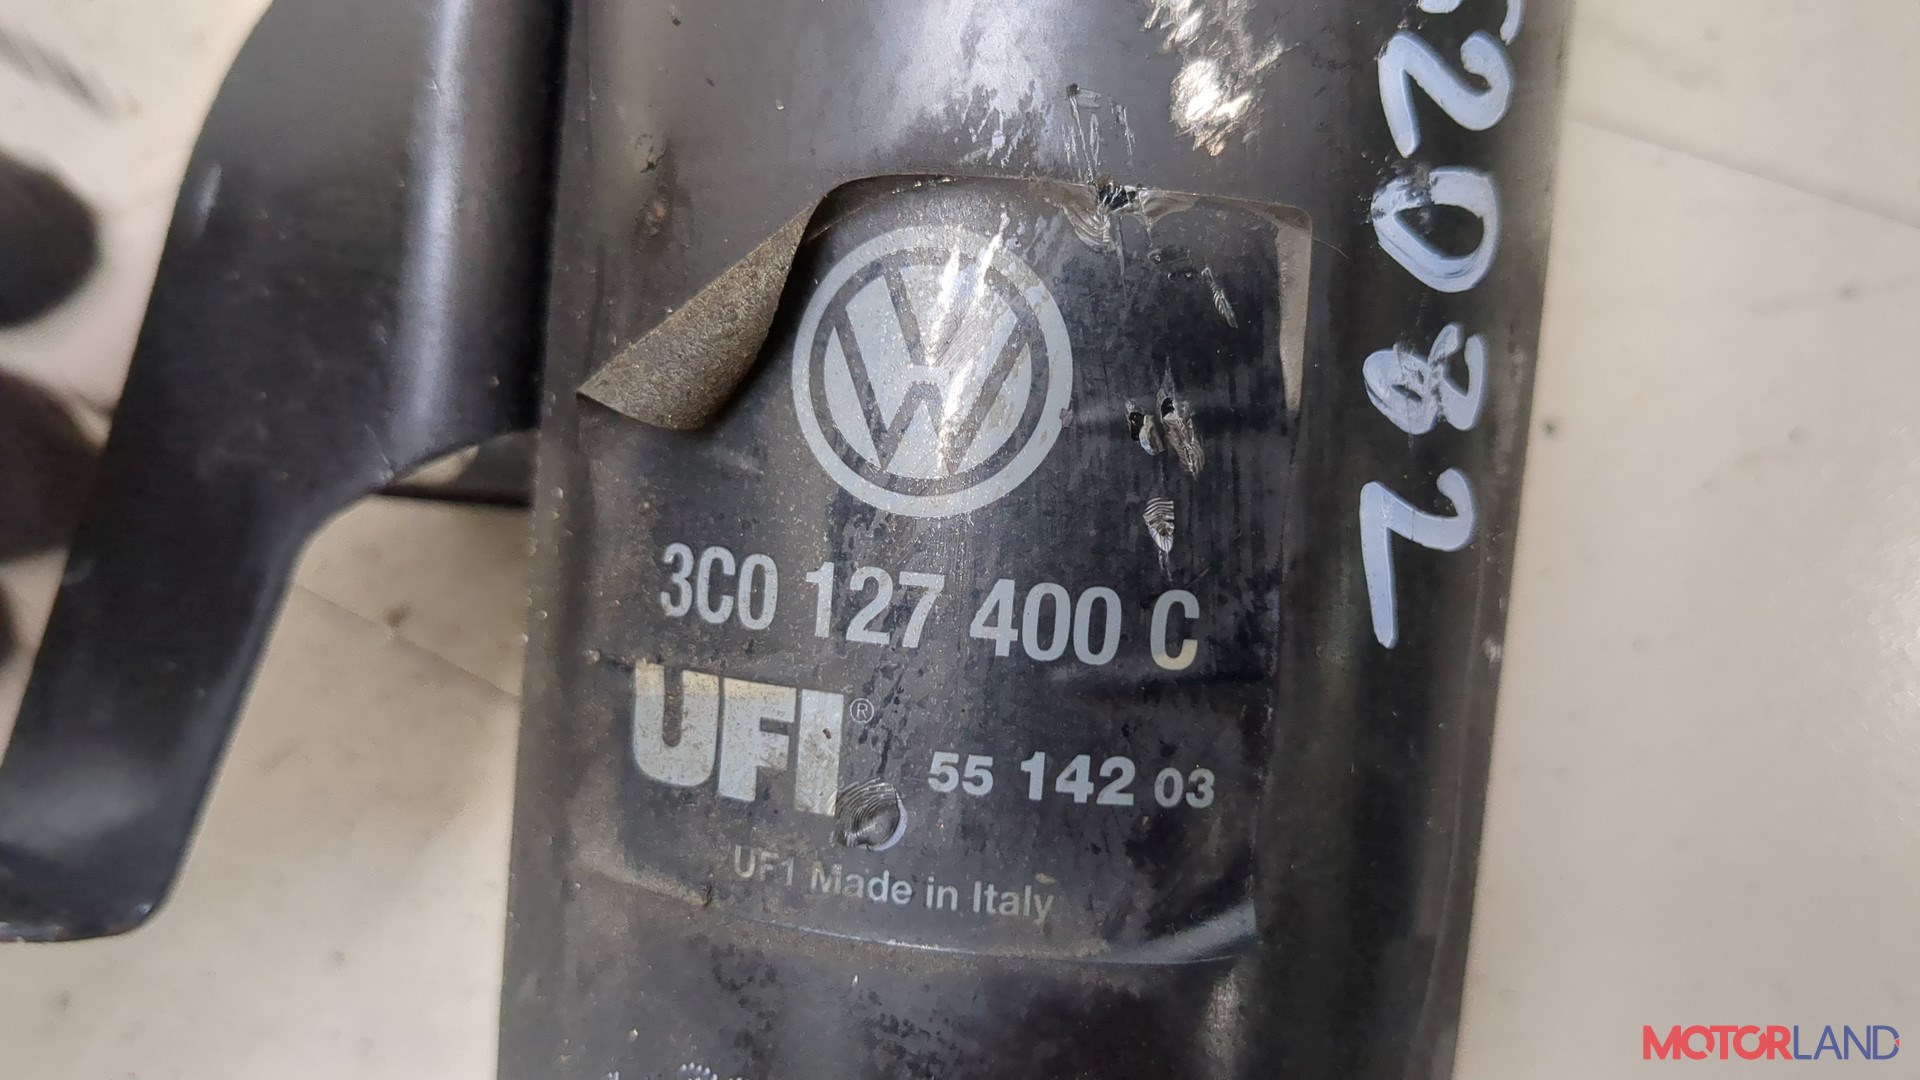 3C0 127 400 C
UFI®
55 142 03
UF1 Made in Italy
MOTORLAND